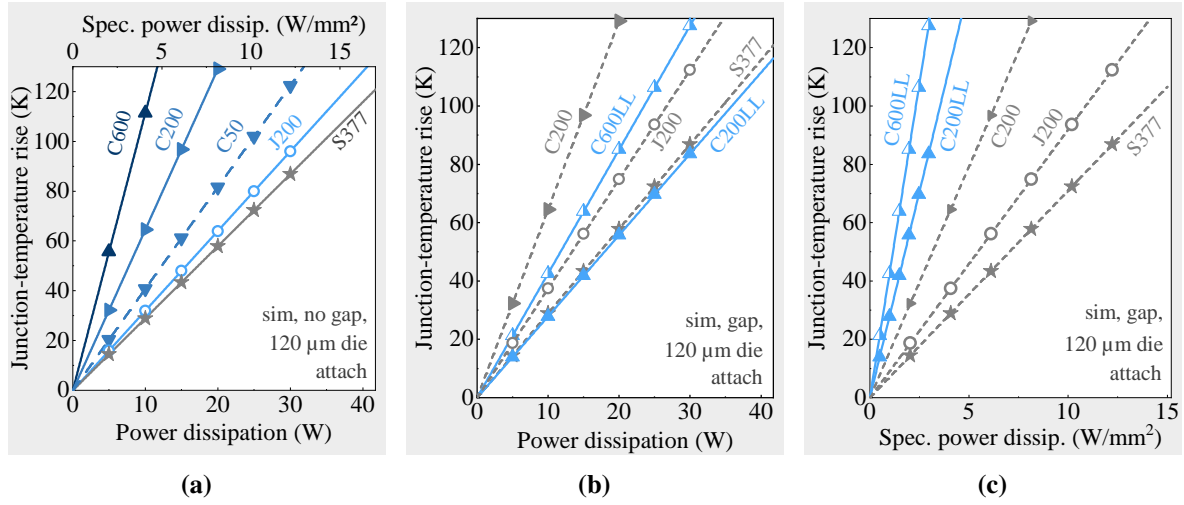 Spec. power dissip. (W/mm²)
0 5 10 15
Junction-temperature rise (K)
120
100
80
60
40
20
0
C600
C200
C50
J200
S377
sim, no gap,
120 µm die
attach
0 10 20 30 40
Power dissipation (W)
(a)
Junction-temperature rise (K)
120
100
80
60
40
20
0
C200
C600LL
J200
S377
C200LL
sim, gap,
120 µm die
attach
0 10 20 30 40
Power dissipation (W)
(b)
Junction-temperature rise (K)
120
100
80
60
40
20
0
C600LL
C200LL
C200
J200
S377
sim, gap,
120 µm die
attach
0 5 10 15
Spec. power dissip. (W/mm²)
(c)